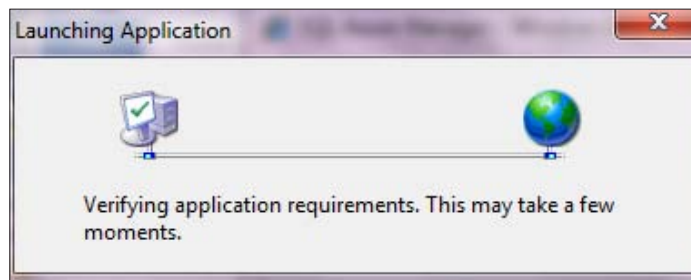 Launching Application
Verifying application requirements. This may take a few
moments.